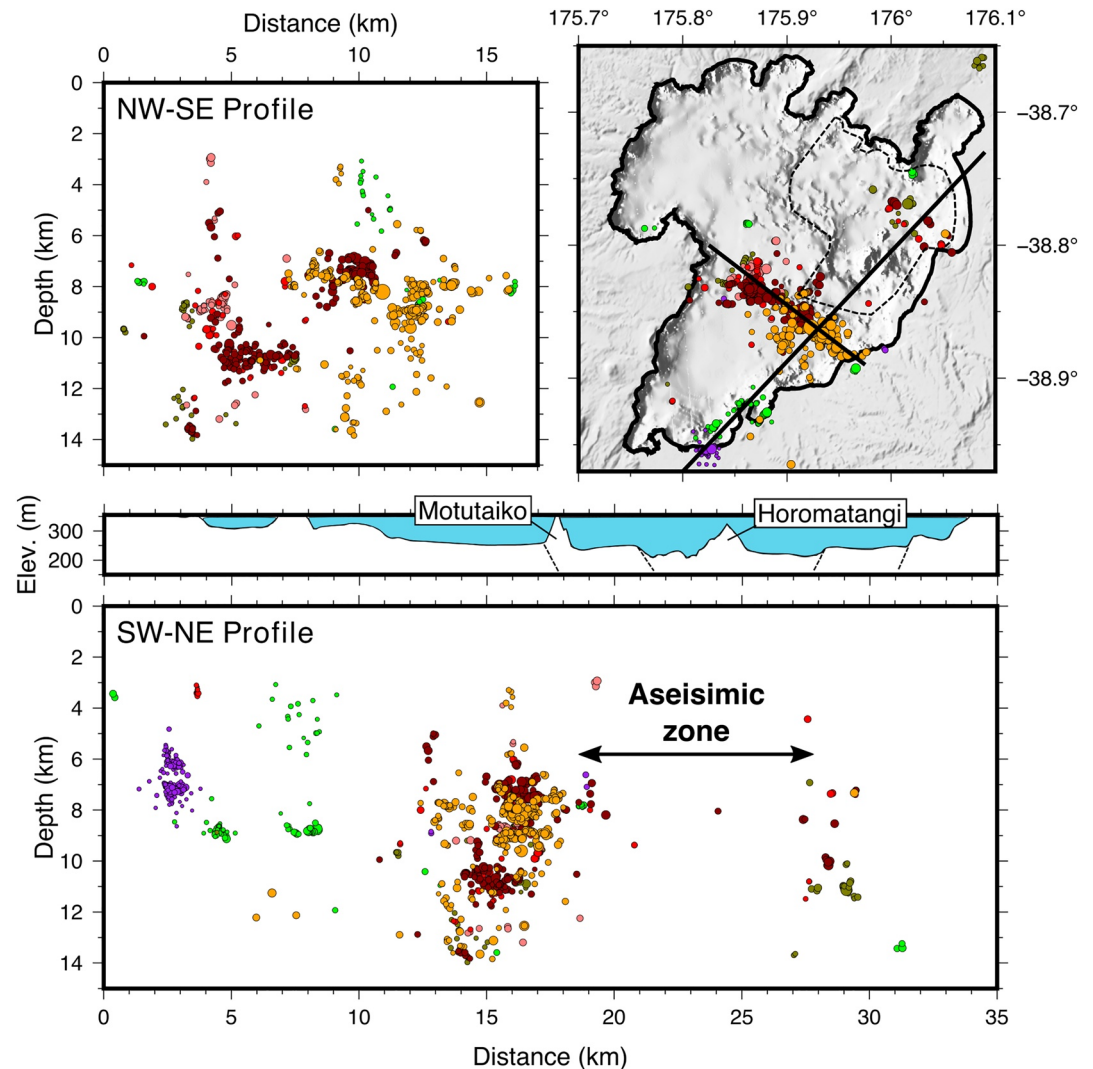 Distance (km)
0 5 10 15
NW-SE Profile
Depth (km)
0
2
4
6
8
10
12
14
175.7° 175.8° 175.9° 176° 176.1°
−38.7°
−38.8°
−38.9°
Elev. (m)
300
200
Motutaiko
Horomatangi
SW-NE Profile
Aseisimic
zone
Depth (km)
0
2
4
6
8
10
12
14
0 5 10 15 20 25 30 35
Distance (km)